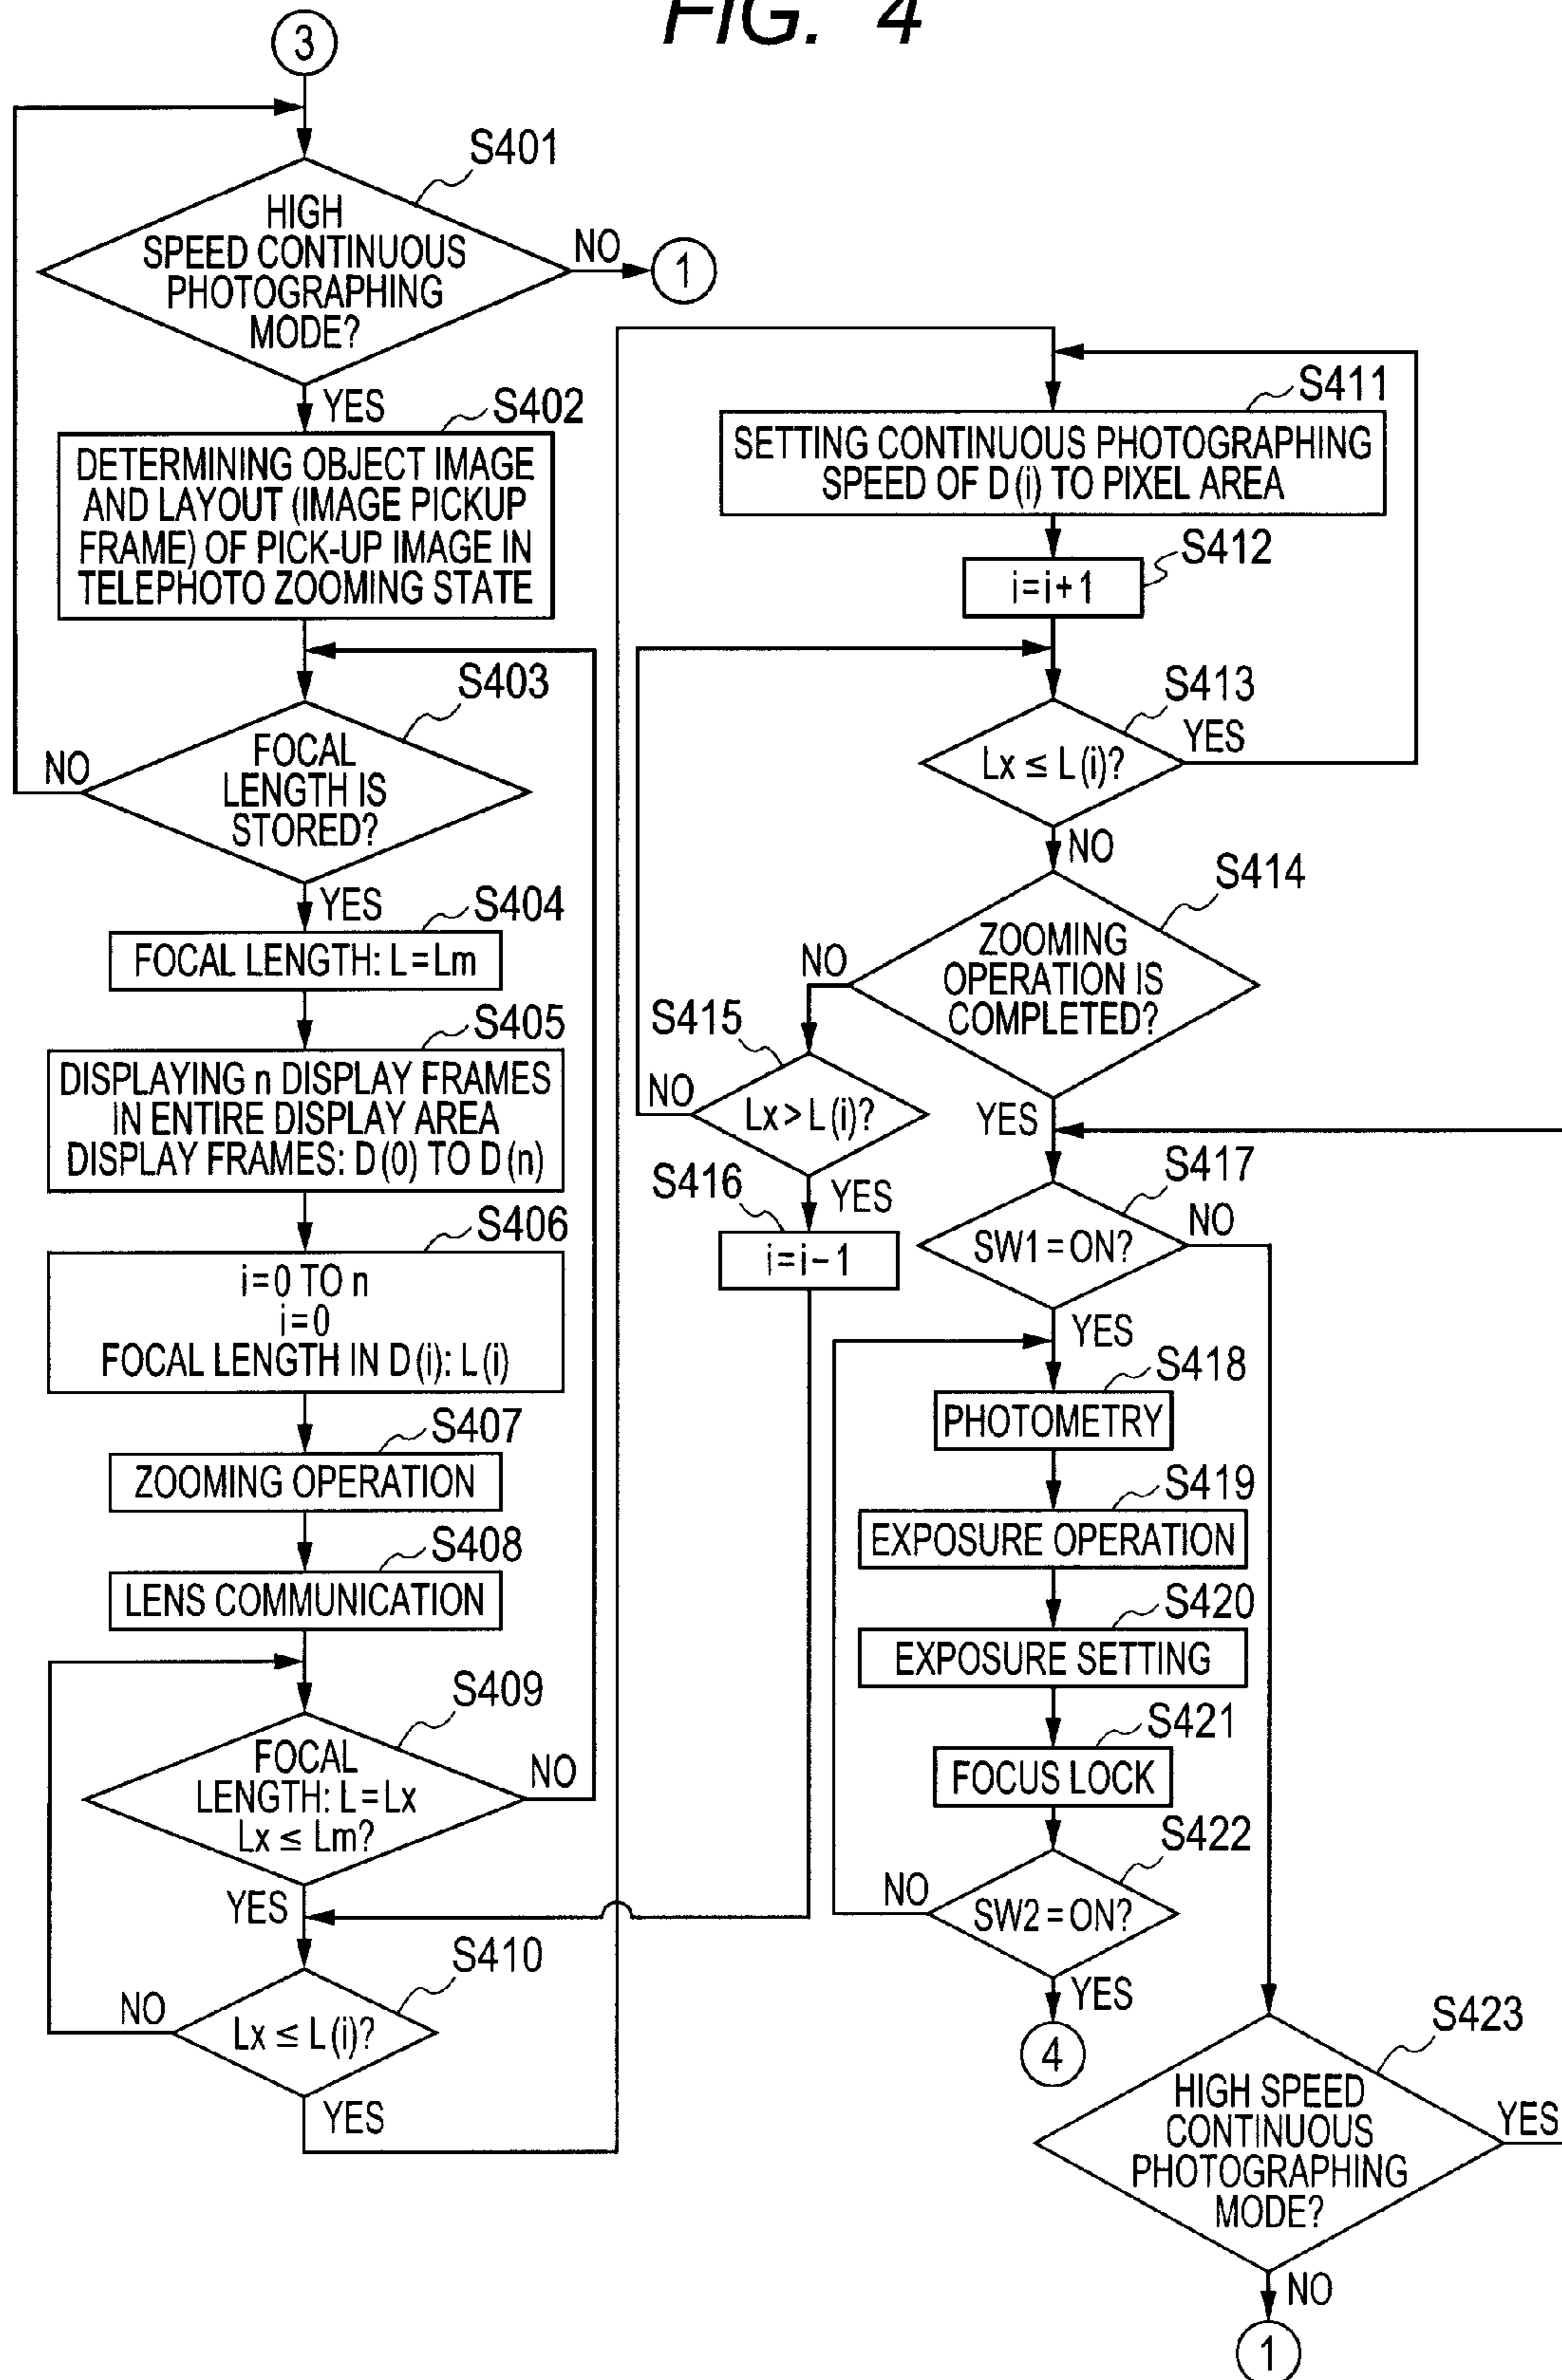 FIG. 4
3
S401
HIGH
SPEED CONTINUOUS
PHOTOGRAPHING
MODE?
NO
1
YES
S402
DETERMINING OBJECT IMAGE
AND LAYOUT (IMAGE PICKUP
FRAME) OF PICK-UP IMAGE IN
TELEPHOTO ZOOMING STATE
S403
FOCAL
LENGTH IS
STORED?
NO
YES
S404
FOCAL LENGTH: L=Lm
S405
DISPLAYING n DISPLAY FRAMES
IN ENTIRE DISPLAY AREA
DISPLAY FRAMES: D(0) TO D(n)
S406
i=0 TO n
i=0
FOCAL LENGTH IN D(i): L(i)
S407
ZOOMING OPERATION
S408
LENS COMMUNICATION
S409
FOCAL
LENGTH: L=Lx
Lx ≤ Lm?
NO
YES
S410
Lx ≤ L(i)?
NO
YES
S411
SETTING CONTINUOUS PHOTOGRAPHING
SPEED OF D(i) TO PIXEL AREA
S412
i=i+1
S413
Lx ≤ L(i)?
YES
NO
S414
ZOOMING
OPERATION IS
COMPLETED?
NO
YES
S415
Lx > L(i)?
NO
YES
S416
i=i-1
S417
SW1=ON?
NO
YES
S418
PHOTOMETRY
S419
EXPOSURE OPERATION
S420
EXPOSURE SETTING
S421
FOCUS LOCK
S422
SW2=ON?
NO
YES
4
S423
HIGH SPEED
CONTINUOUS
PHOTOGRAPHING
MODE?
YES
NO
1